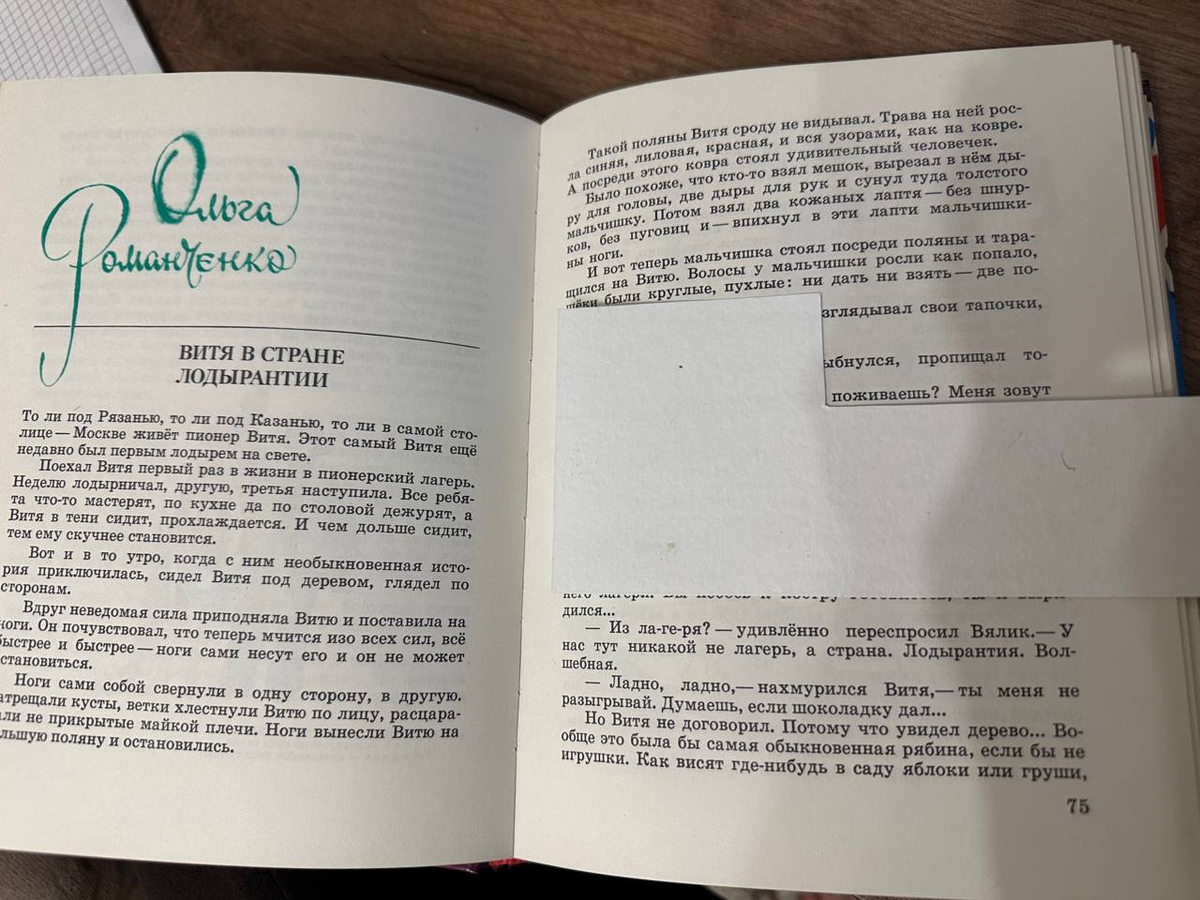 Ольга
Романченко
ВИТЯ В СТРАНЕ
ЛОДЫРАНТИИ
То ли под Рязанью, то ли под Казанью, то ли в самой сто-
лице — Москве живёт пионер Витя. Этот самый Витя ещё
недавно был первым лодырем на свете.
Поехал Витя первый раз в жизни в пионерский лагерь.
Неделю лодырничал, другую, третья наступила. Все ребя-
та что-то мастерят, по кухне да по столовой дежурят, а
Витя в тени сидит, прохлаждается. И чем дольше сидит,
тем ему скучнее становится.
Вот и в то утро, когда с ним необыкновенная исто-
рия приключилась, сидел Витя под деревом, глядел по
сторонам.
Вдруг неведомая сила приподняла Витю и поставила на
ноги. Он почувствовал, что теперь мчится изо всех сил, всё
быстрее и быстрее — ноги сами несут его и он не может
становиться.
Ноги сами собой свернули в одну сторону, в другую.
атрещали кусты, ветки хлестнули Витю по лицу, расцара-
али не прикрытые майкой плечи. Ноги вынесли Витю на
льшую поляну и остановились.
Такой поляны Витя сроду не видывал. Трава на ней рос-
ла синяя, лиловая, красная, и вся узорами, как на ковре.
А посреди этого ковра стоял удивительный человечек.
Было похоже, что кто-то взял мешок, вырезал в нём ды-
ру для головы, две дыры для рук и сунул туда толстого
мальчишку. Потом взял два кожаных лаптя — без шнур-
ков, без пуговиц и — впихнул в эти лапти мальчишки-
ны ноги.
И вот теперь мальчишка стоял посреди поляны и тара-
щился на Витю. Волосы у мальчишки росли как попало,
щёки были круглые, пухлые: ни дать ни взять — две по-
зглядывал свои тапочки,
ыбнулся, пропищал то-
поживаешь? Меня зовут
дился...
— Из ла-ге-ря? — удивлённо переспросил Вялик.— У
нас тут никакой не лагерь, а страна. Лодырантия. Вол-
шебная.
— Ладно, ладно,— нахмурился Витя,— ты меня не
разыгрывай. Думаешь, если шоколадку дал...
Но Витя не договорил. Потому что увидел дерево... Во-
обще это была бы самая обыкновенная рябина, если бы не
игрушки. Как висят где-нибудь в саду яблоки или груши,
75